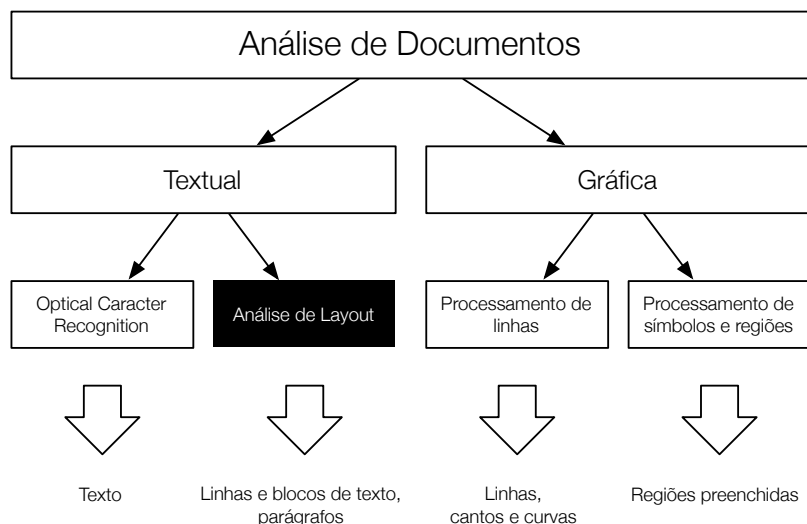 Análise de Documentos
Textual
Gráfica
Optical Caracter
Recognition
Análise de Layout
Processamento de
linhas
Processamento de
símbolos e regiões
Texto
Linhas e blocos de texto,
parágrafos
Linhas,
cantos e curvas
Regiões preenchidas